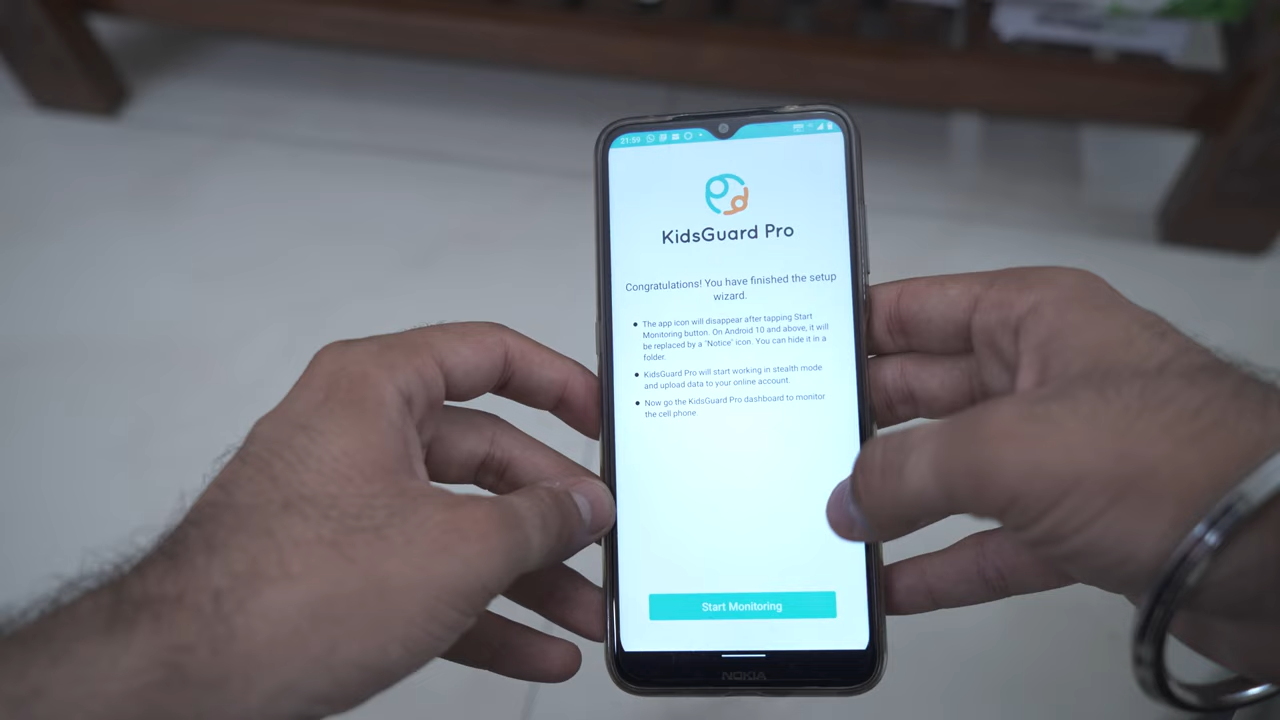 21:59
KidsGuard Pro
Congratulations! You have finished the setup
wizard.
The app icon will disappear after tapping Start
Monitoring button. On Android 10 and above, it will
be replaced by a 'Notice' icon. You can hide it in a
folder.
KidsGuard Pro will start working in stealth mode
and upload data to your online account.
Now go the KidsGuard Pro dashboard to monitor
the cell phone.
Start Monitoring
NOKIA